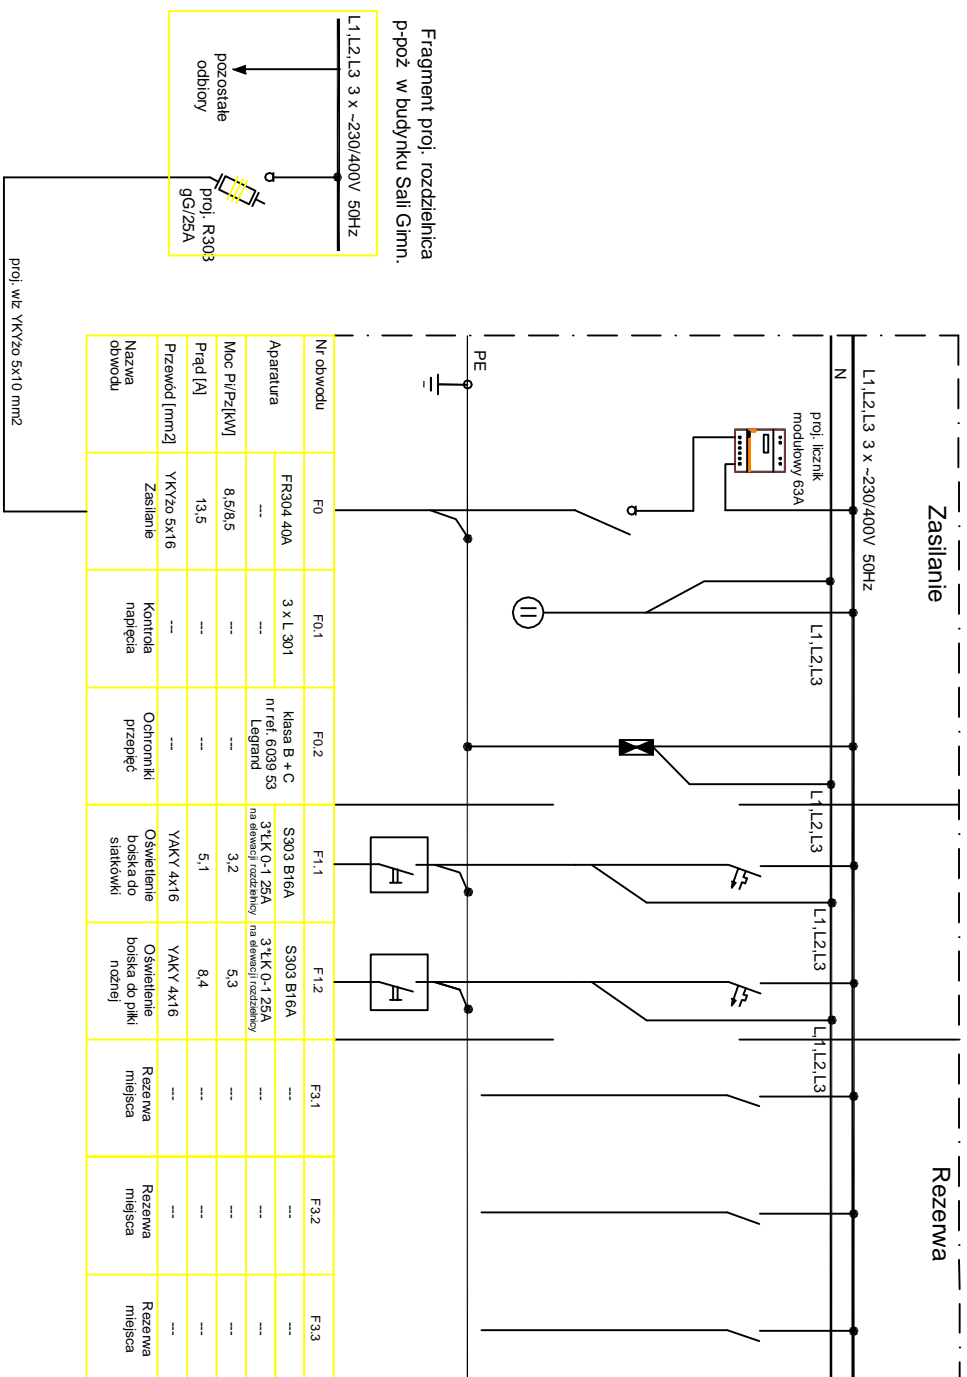 Fragment proj. rozdzielnica
p-poż w budynku Sali Gimn.
L1,L2,L3 3 x ~230/400V 50Hz
pozostałe
odbiory
proj. R303
gG/25A
proj. wlz YKYżo 5x10 mm2
Zasilanie
Rezerwa
L1,L2,L3 3 x ~230/400V 50Hz
N
proj. licznik
modułowy 63A
L1,L2,L3
L1,L2,L3
L1,L2,L3
L1,L2,L3
PE
Nr obwodu F0 F0.1 F0.2 F1.1 F1.2 F3.1 F3.2 F3.3
Aparatura
FR304 40A
---
3 x L 301
---
klasa B + C
nr ref. 6039 53
Legrand
S303 B16A
3*ŁK 0-1 25A
na elewacji rozdzielnicy
S303 B16A
3*ŁK 0-1 25A
na elewacji rozdzielnicy
--- --- ---
--- --- ---
Moc Pi/Pz[kW] 8,5/8,5 --- --- 3,2 5,3 --- --- ---
Prąd [A] 13,5 --- --- 5,1 8,4 --- --- ---
Przewód [mm2] YKYżo 5x16 --- --- YAKY 4x16 YAKY 4x16 --- --- ---
Nazwa
obwodu
Zasilanie
Kontrola
napięcia
Ochronniki
przepięć
Oświetlenie
boiska do
siatkówki
Oświetlenie
boiska do piłki
nożnej
Rezerwa
miejsca
Rezerwa
miejsca
Rezerwa
miejsca